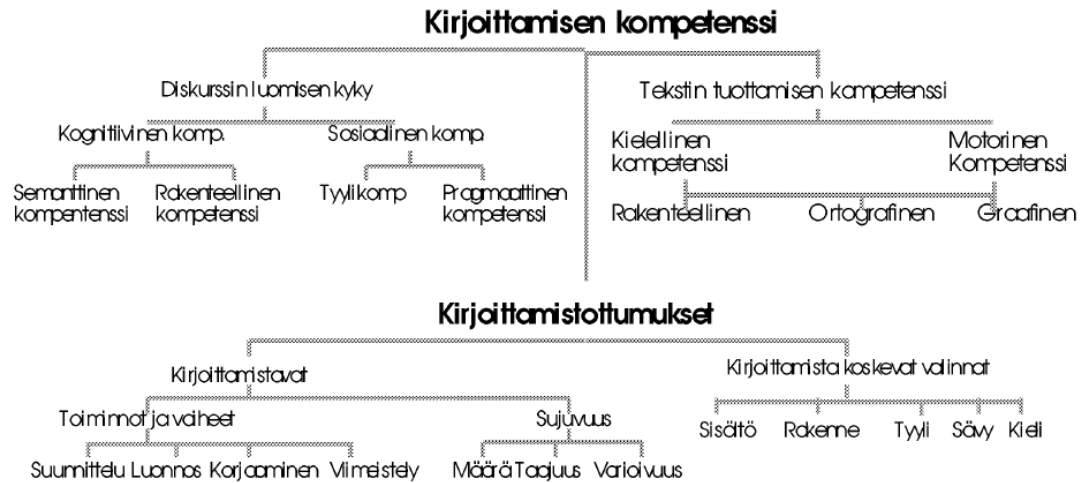 Kirjoittamisen kompetenssi
Diskurssin luomisen kyky
Tekstin tuottamisen kompetenssi
Kognitiivinen komp.
Sosiaalinen komp.
Kielellinen kompetenssi
Motorinen Kompetenssi
Semanttinen kompentenssi
Rakenteellinen kompetenssi
Tyylikomp
Pragmaattinen kompetenssi
Rakenteellinen
Ortografinen
Graafinen
Kirjoittamistottumukset
Kirjoittamistavat
Kirjoittamista koskevat valinnat
Toiminnot ja vaiheet
Sujuvuus
Sisältö
Rakenne
Tyyli
Sävy
Kieli
Suunnittelu
Luonnos
Korjaaminen
Viimeistely
Määrä
Taajuus
Varioivuus